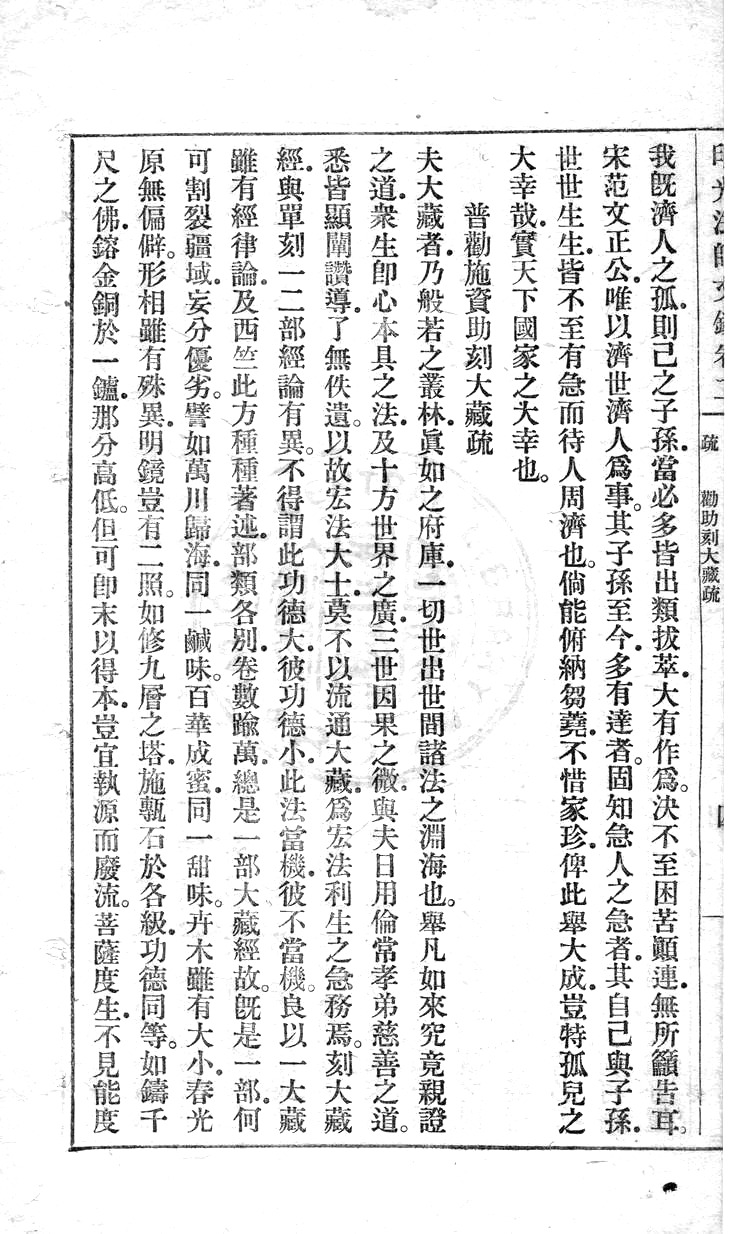 印光法師文鈔卷二 疏 勸助刻大藏疏 四
我旣濟人之孤則己之子孫當必多皆出類拔萃大有作爲。決不至困苦顚連無所籲告耳。
宋范文正公唯以濟世濟人爲事。其子孫至今多有達者。固知急人之急者其自己與子孫
世世生生皆不至有急而待人周濟也。倘能俯納芻蕘不惜家珍俾此舉大成豈特孤兒之
大幸哉實天下國家之大幸也。
普勸施資助刻大藏疏
夫大藏者乃般若之叢林眞如之府庫一切世出世間諸法之淵海也。舉凡如來究竟親證
之道衆生卽心本具之法及十方世界之廣三世因果之微與夫日用倫常孝弟慈善之道。
悉皆顯闡讚導了無佚遺。以故宏法大士莫不以流通大藏爲宏法利生之急務焉。刻大藏
經與單刻一二部經論有異。不得謂此功德大彼功德小此法當機彼不當機。良以一大藏
雖有經律論及西竺此方種種著述部類各別卷數踰萬總是一部大藏經故。旣是一部何
可割裂疆域妄分優劣。譬如萬川歸海同一鹹味。百華成蜜同一甜味。卉木雖有大小春光
原無偏僻。形相雖有殊異明鏡豈有二照。如修九層之塔施甎石於各級功德同等。如鑄千
尺之佛鎔金銅於一鑪那分高低。但可卽末以得本豈宜執源而廢流。菩薩度生不見能度